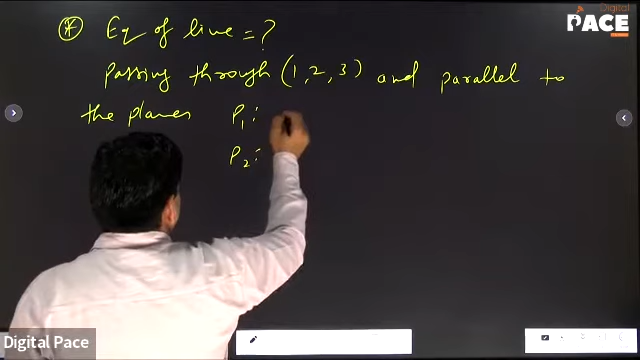 * Eq of line = ?
Passing through (1, 2, 3) and parallel to
the planes P1:
P2:
Digital
PACE
Digital Pace